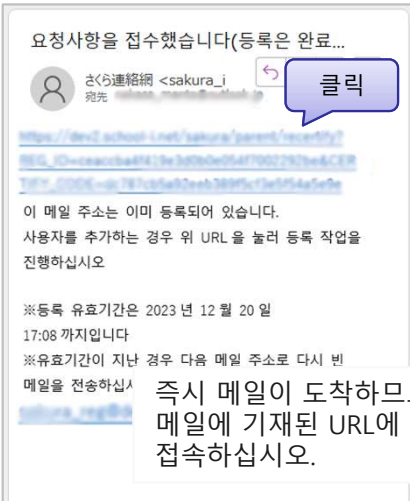 요청사항을 접수했습니다(등록은 완료...
さくら連絡網 <sakura_i
宛先
클릭
이 메일 주소는 이미 등록되어 있습니다.
사용자를 추가하는 경우 위 URL 을 눌러 등록 작업을
진행하십시오
※등록 유효기간은 2023 년 12 월 20 일
17:08 까지입니다
※유효기간이 지난 경우 다음 메일 주소로 다시 빈
메일을 전송하십시
즉시 메일이 도착하므
메일에 기재된 URL에
접속하십시오.